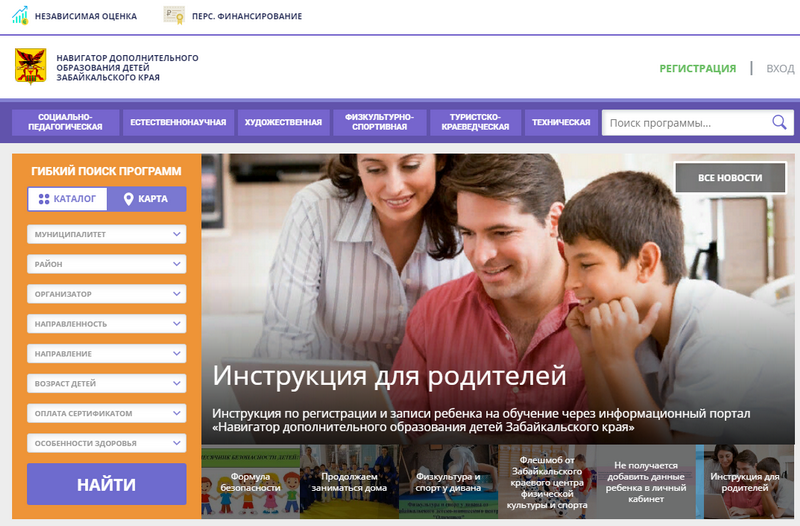 НЕЗАВИСИМАЯ ОЦЕНКА
ПЕРС. ФИНАНСИРОВАНИЕ
НАВИГАТОР ДОПОЛНИТЕЛЬНОГО
ОБРАЗОВАНИЯ ДЕТЕЙ
ЗАБАЙКАЛЬСКОГО КРАЯ
РЕГИСТРАЦИЯ | ВХОД
СОЦИАЛЬНО-
ПЕДАГОГИЧЕСКАЯ
ЕСТЕСТВЕННОНАУЧНАЯ
ХУДОЖЕСТВЕННАЯ
ФИЗКУЛЬТУРНО-
СПОРТИВНАЯ
ТУРИСТСКО-
КРАЕВЕДЧЕСКАЯ
ТЕХНИЧЕСКАЯ
Поиск программы...
ГИБКИЙ ПОИСК ПРОГРАММ
КАТАЛОГ
КАРТА
МУНИЦИПАЛИТЕТ
РАЙОН
ОРГАНИЗАТОР
НАПРАВЛЕННОСТЬ
НАПРАВЛЕНИЕ
ВОЗРАСТ ДЕТЕЙ
ОПЛАТА СЕРТИФИКАТОМ
ОСОБЕННОСТИ ЗДОРОВЬЯ
НАЙТИ
ВСЕ НОВОСТИ
Инструкция для родителей
Инструкция по регистрации и записи ребенка на обучение через информационный портал
«Навигатор дополнительного образования детей Забайкальского края»
Формула
безопасности
Продолжаем
заниматься дома
Физкультура и
спорт у дивана
Флешмоб от
Забайкальского
краевого центра
физической
культуры и спорта
Не получается
добавить данные
ребенка в личный
кабинет
Инструкция для
родителей